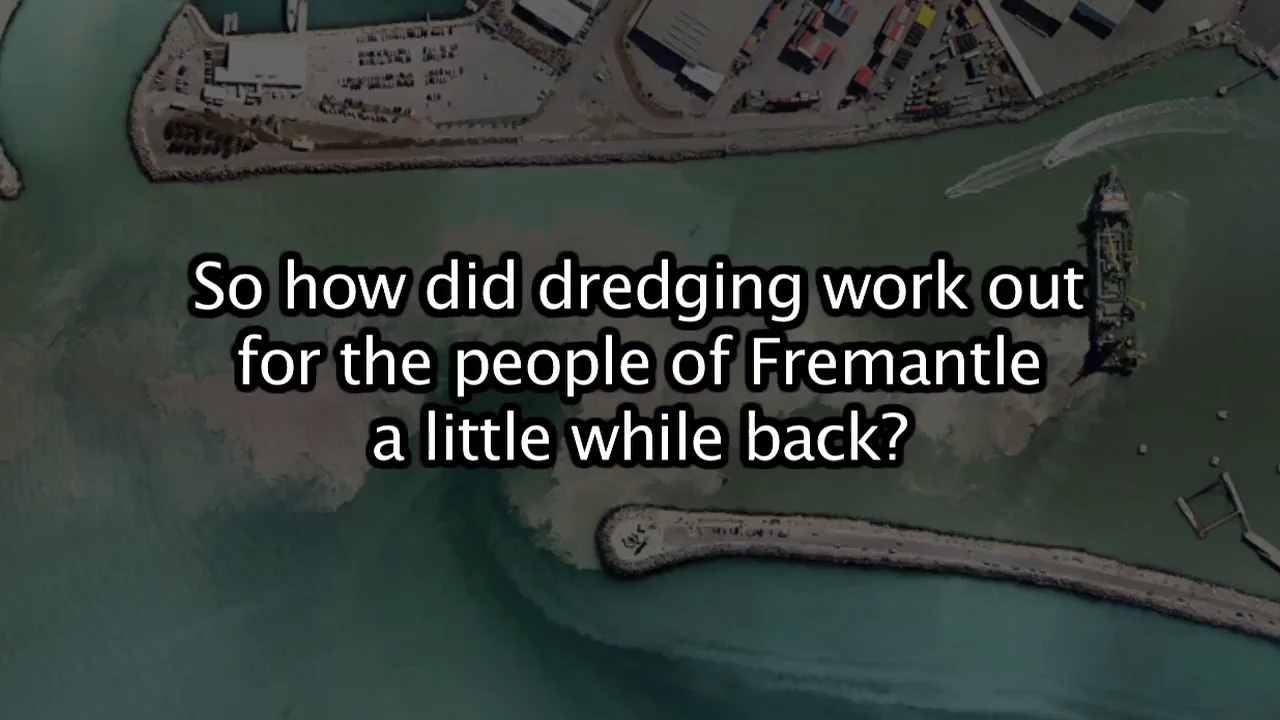 So how did dredging work out
for the people of Fremantle
a little while back?